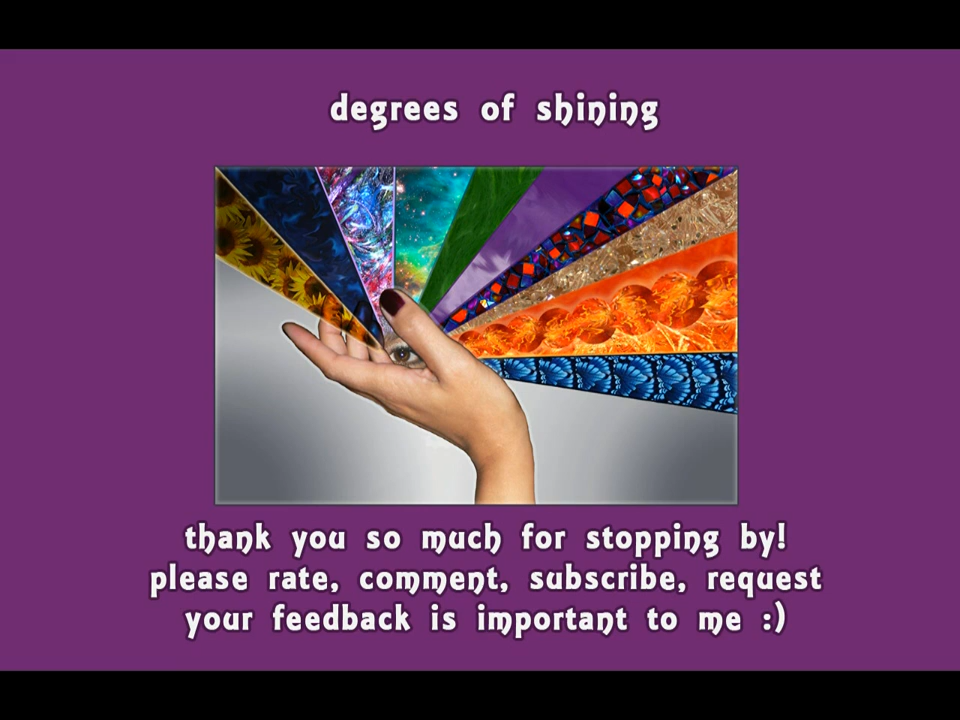 degrees of shining
thank you so much for stopping by!
please rate, comment, subscribe, request
your feedback is important to me :)